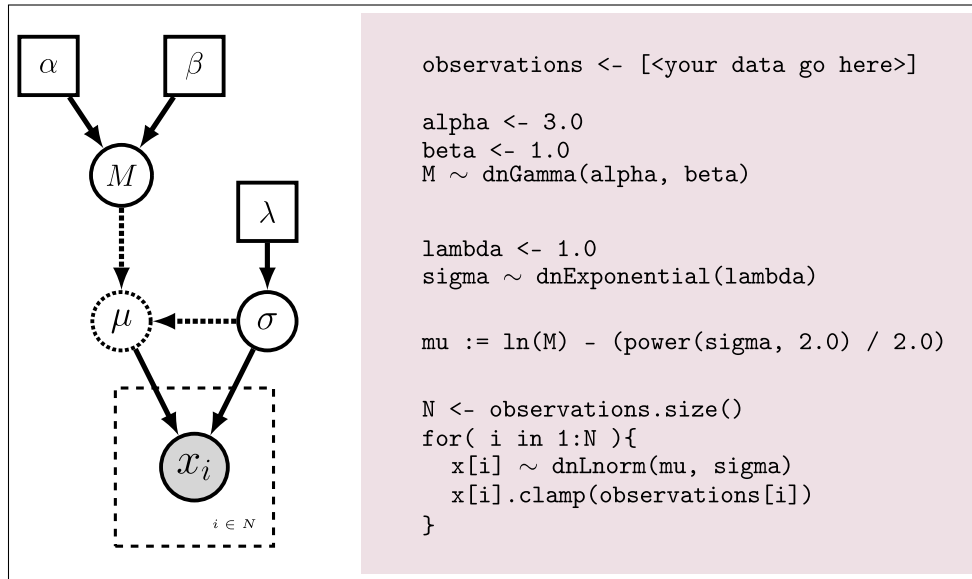 α
β
M
λ
μ
σ
x_i
i ∈ N
observations <- [<your data go here>]
alpha <- 3.0
beta <- 1.0
M ∼ dnGamma(alpha, beta)
lambda <- 1.0
sigma ∼ dnExponential(lambda)
mu := ln(M) - (power(sigma, 2.0) / 2.0)
N <- observations.size()
for( i in 1:N ){
x[i] ∼ dnLnorm(mu, sigma)
x[i].clamp(observations[i])
}